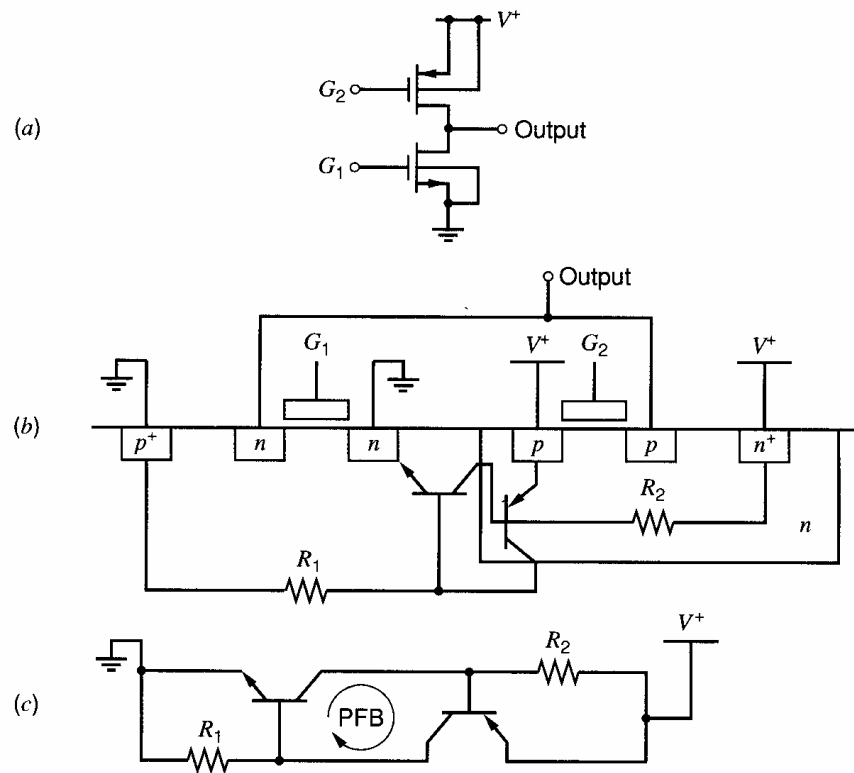 V⁺
G₂
(a)
Output
G₁
Output
G₁
V⁺
G₂
V⁺
(b)
p⁺
n
n
p
p
n⁺
R₂
n
R₁
R₂
V⁺
(c)
PFB
R₁